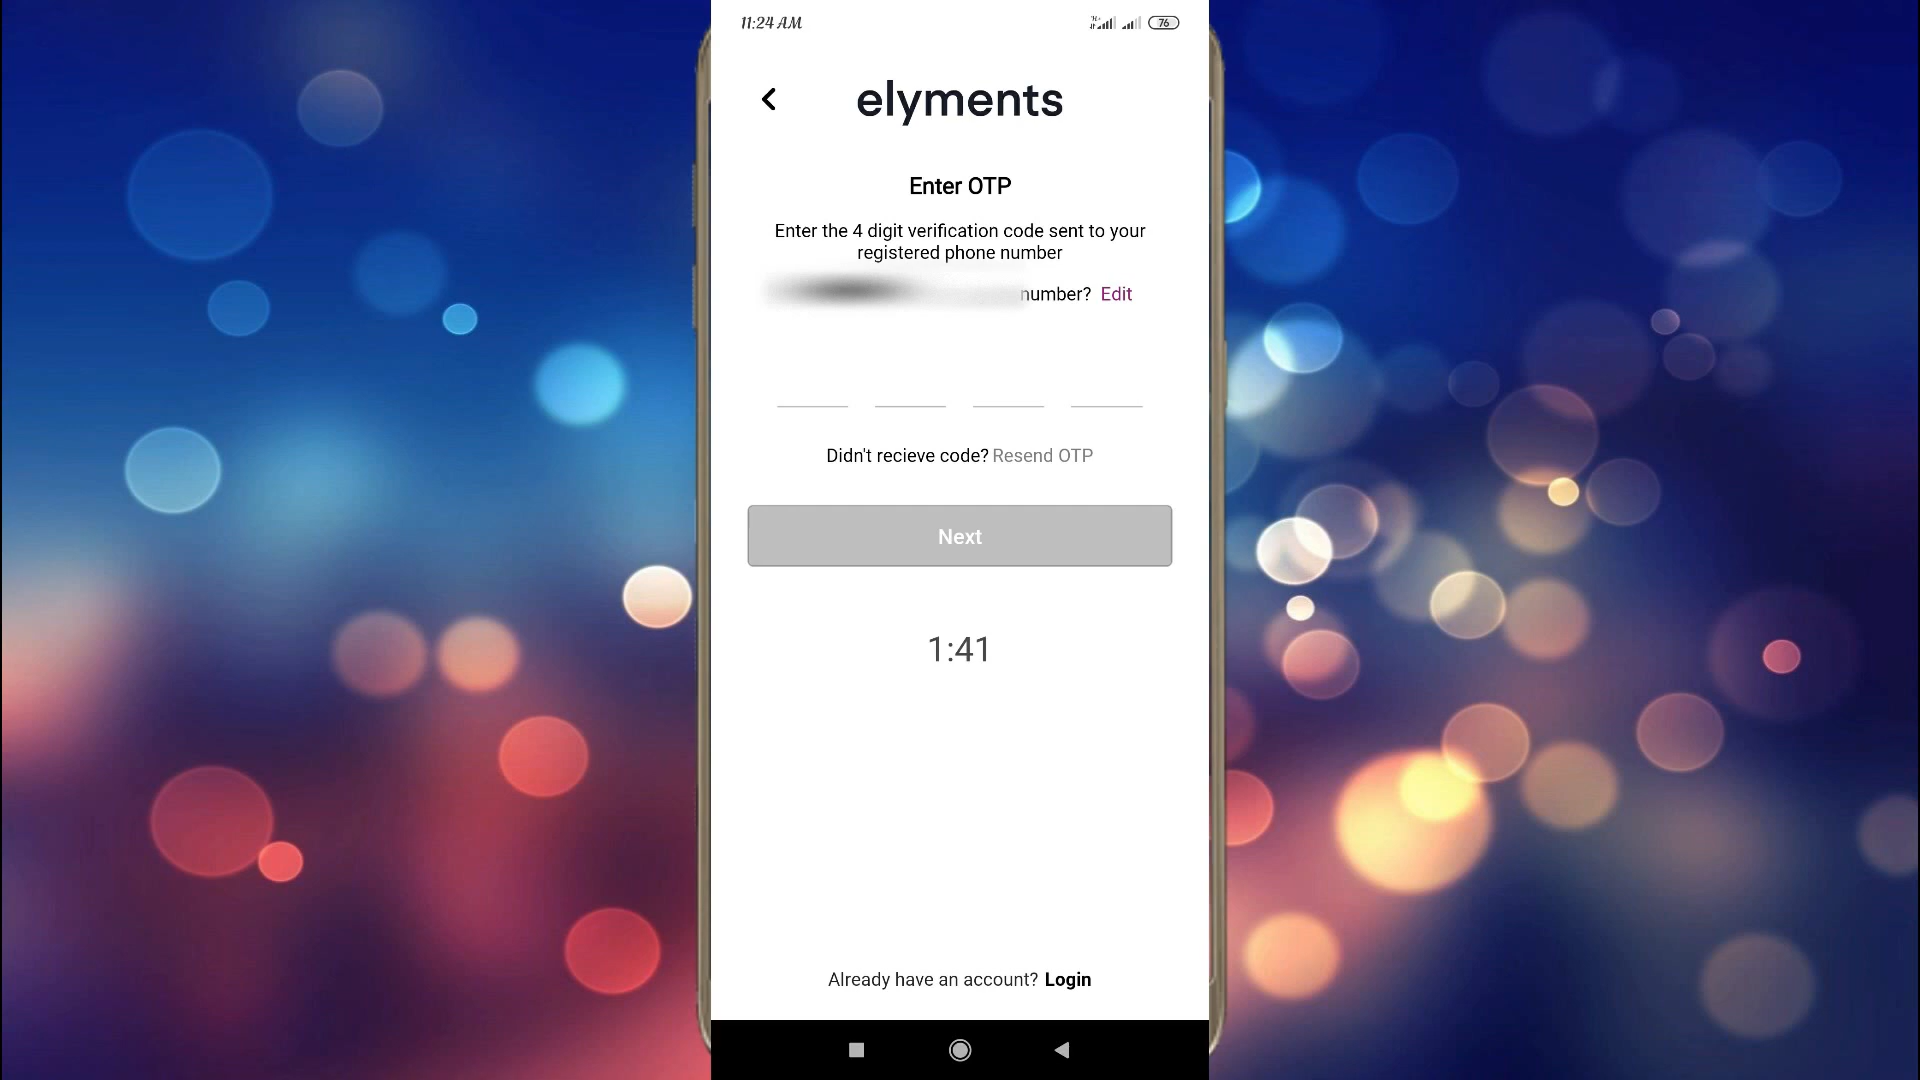 11:24 AM
76
elyments
Enter OTP
Enter the 4 digit verification code sent to your
registered phone number
number? Edit
Didn't recieve code? Resend OTP
Next
1:41
Already have an account? Login